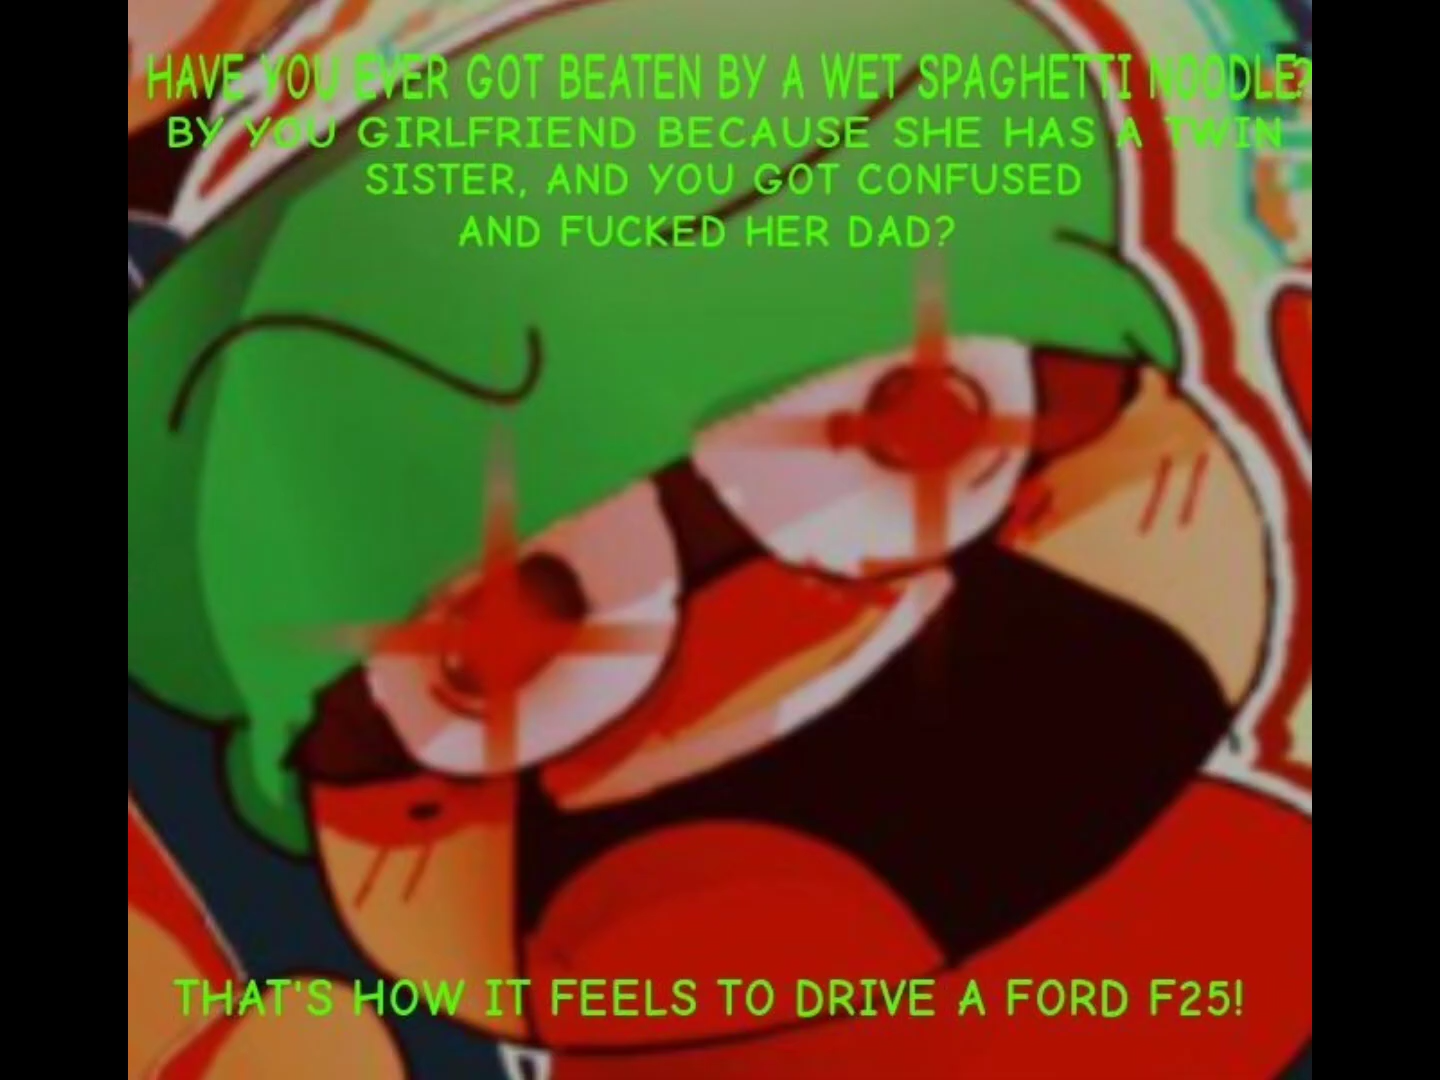 HAVE YOU EVER GOT BEATEN BY A WET SPAGHETTI NOODLE?
BY YOU GIRLFRIEND BECAUSE SHE HAS A TWIN
SISTER, AND YOU GOT CONFUSED
AND FUCKED HER DAD?
THAT'S HOW IT FEELS TO DRIVE A FORD F25!